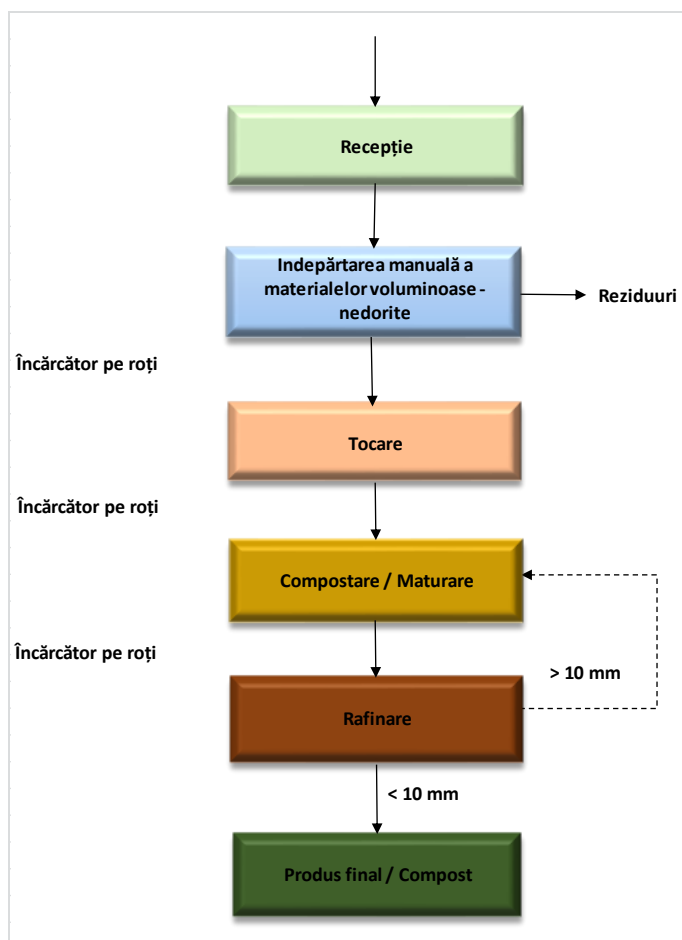 Recepție
Indepărtarea manuală a
materialelor voluminoase -
nedorite
Reziduuri
Încărcător pe roți
Tocare
Încărcător pe roți
Compostare / Maturare
Încărcător pe roți
> 10 mm
Rafinare
< 10 mm
Produs final / Compost